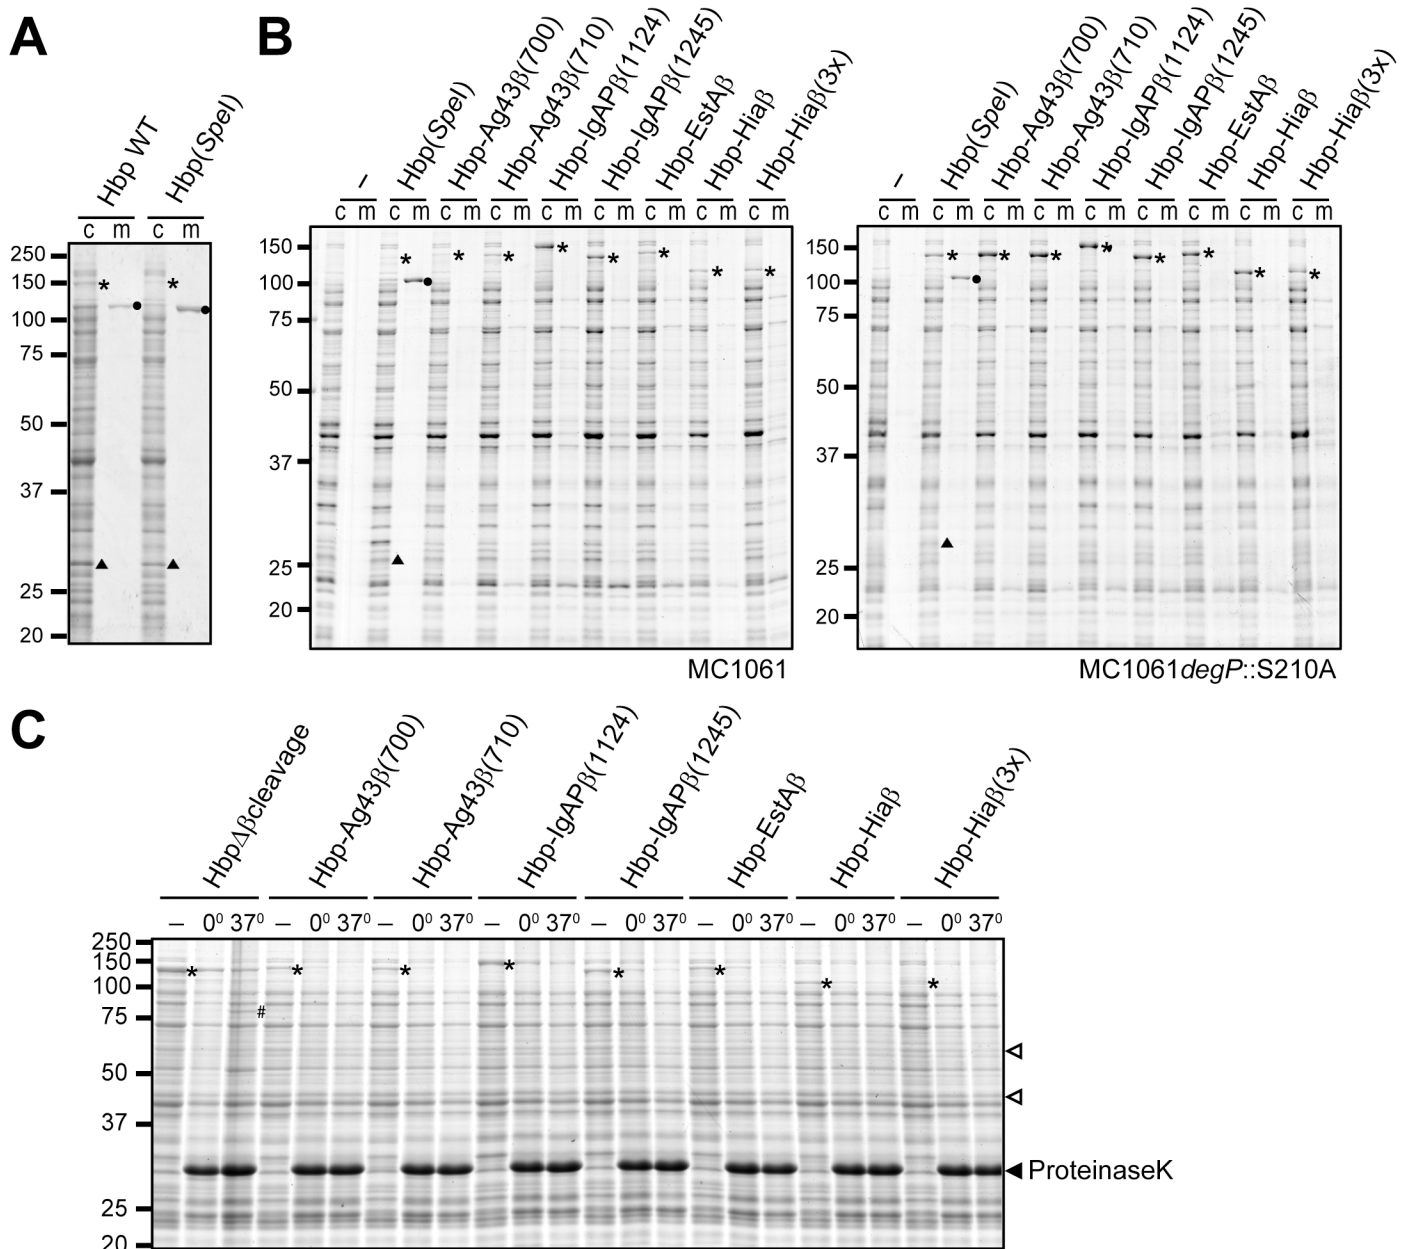 A
Hbp WT
Hbp(SpeI)
c m c m
250
150
100
75
50
37
25
20
B
–
Hbp(SpeI)
Hbp-Ag43β(700)
Hbp-Ag43β(710)
Hbp-IgAPβ(1124)
Hbp-IgAPβ(1245)
Hbp-EstAβ
Hbp-Hiaβ
Hbp-Hiaβ(3x)
c m c m c m c m c m c m c m c m c m
150
100
75
50
37
25
20
MC1061
–
Hbp(SpeI)
Hbp-Ag43β(700)
Hbp-Ag43β(710)
Hbp-IgAPβ(1124)
Hbp-IgAPβ(1245)
Hbp-EstAβ
Hbp-Hiaβ
Hbp-Hiaβ(3x)
c m c m c m c m c m c m c m c m c m
150
100
75
50
37
25
20
MC1061degP::S210A
C
HbpΔβcleavage
Hbp-Ag43β(700)
Hbp-Ag43β(710)
Hbp-IgAPβ(1124)
Hbp-IgAPβ(1245)
Hbp-EstAβ
Hbp-Hiaβ
Hbp-Hiaβ(3x)
– 0⁰ 37⁰ – 0⁰ 37⁰ – 0⁰ 37⁰ – 0⁰ 37⁰ – 0⁰ 37⁰ – 0⁰ 37⁰ – 0⁰ 37⁰ – 0⁰ 37⁰
250
150
100
75
50
37
25
20
#
ProteinaseK